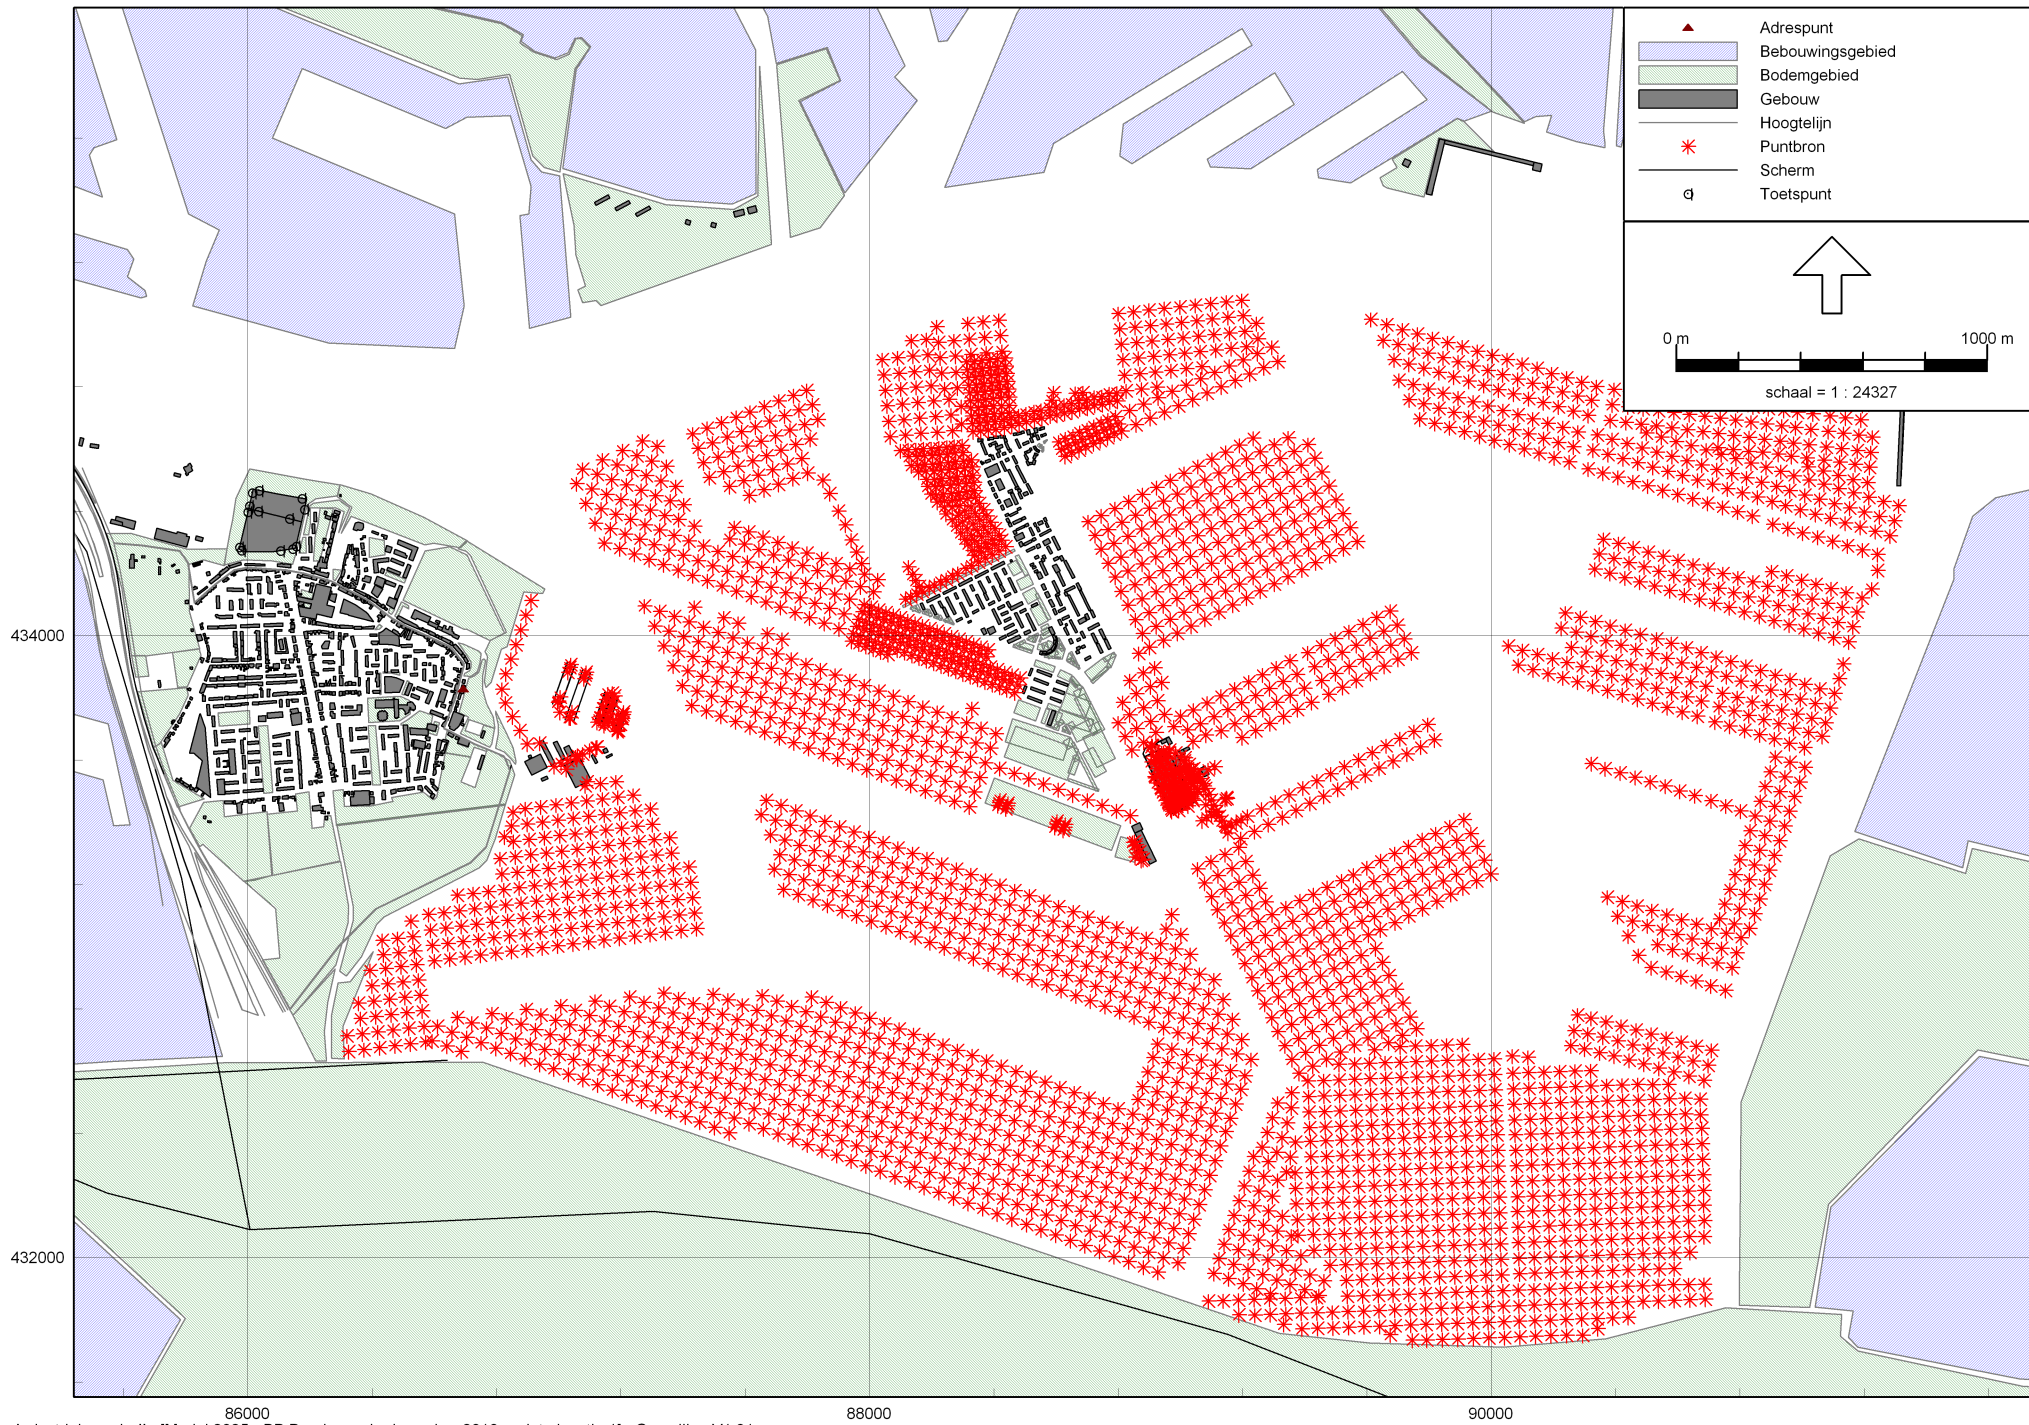 Adrespunt
Bebouwingsgebied
Bodemgebied
Gebouw
Hoogtelijn
Puntbron
Scherm
Toetspunt
0 m 1000 m
schaal = 1 : 24327
434000
432000
86000 88000 90000